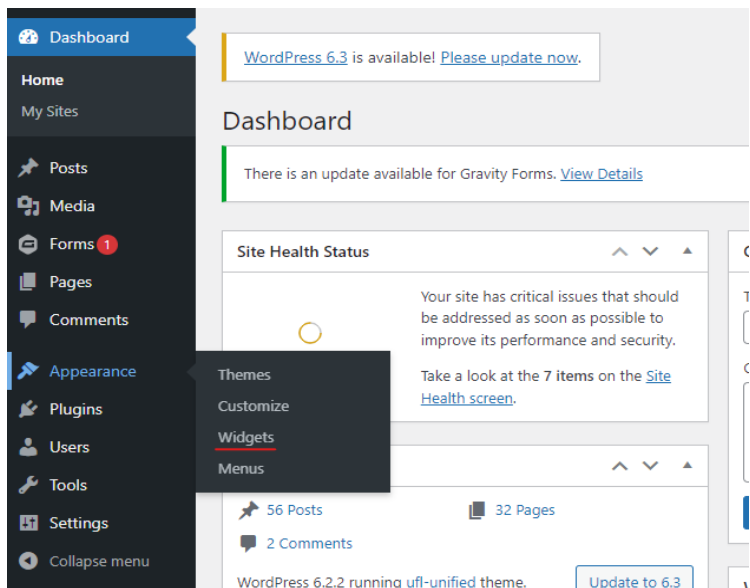 Dashboard
Home
My Sites
Posts
Media
Forms 1
Pages
Comments
Appearance
Plugins
Users
Tools
Settings
Collapse menu
Themes
Customize
Widgets
Menus
WordPress 6.3 is available! Please update now.
Dashboard
There is an update available for Gravity Forms. View Details
Site Health Status
Your site has critical issues that should
be addressed as soon as possible to
improve its performance and security.
Take a look at the 7 items on the Site
Health screen.
56 Posts
32 Pages
2 Comments
WordPress 6.2.2 running ufl-unified theme.
Update to 6.3